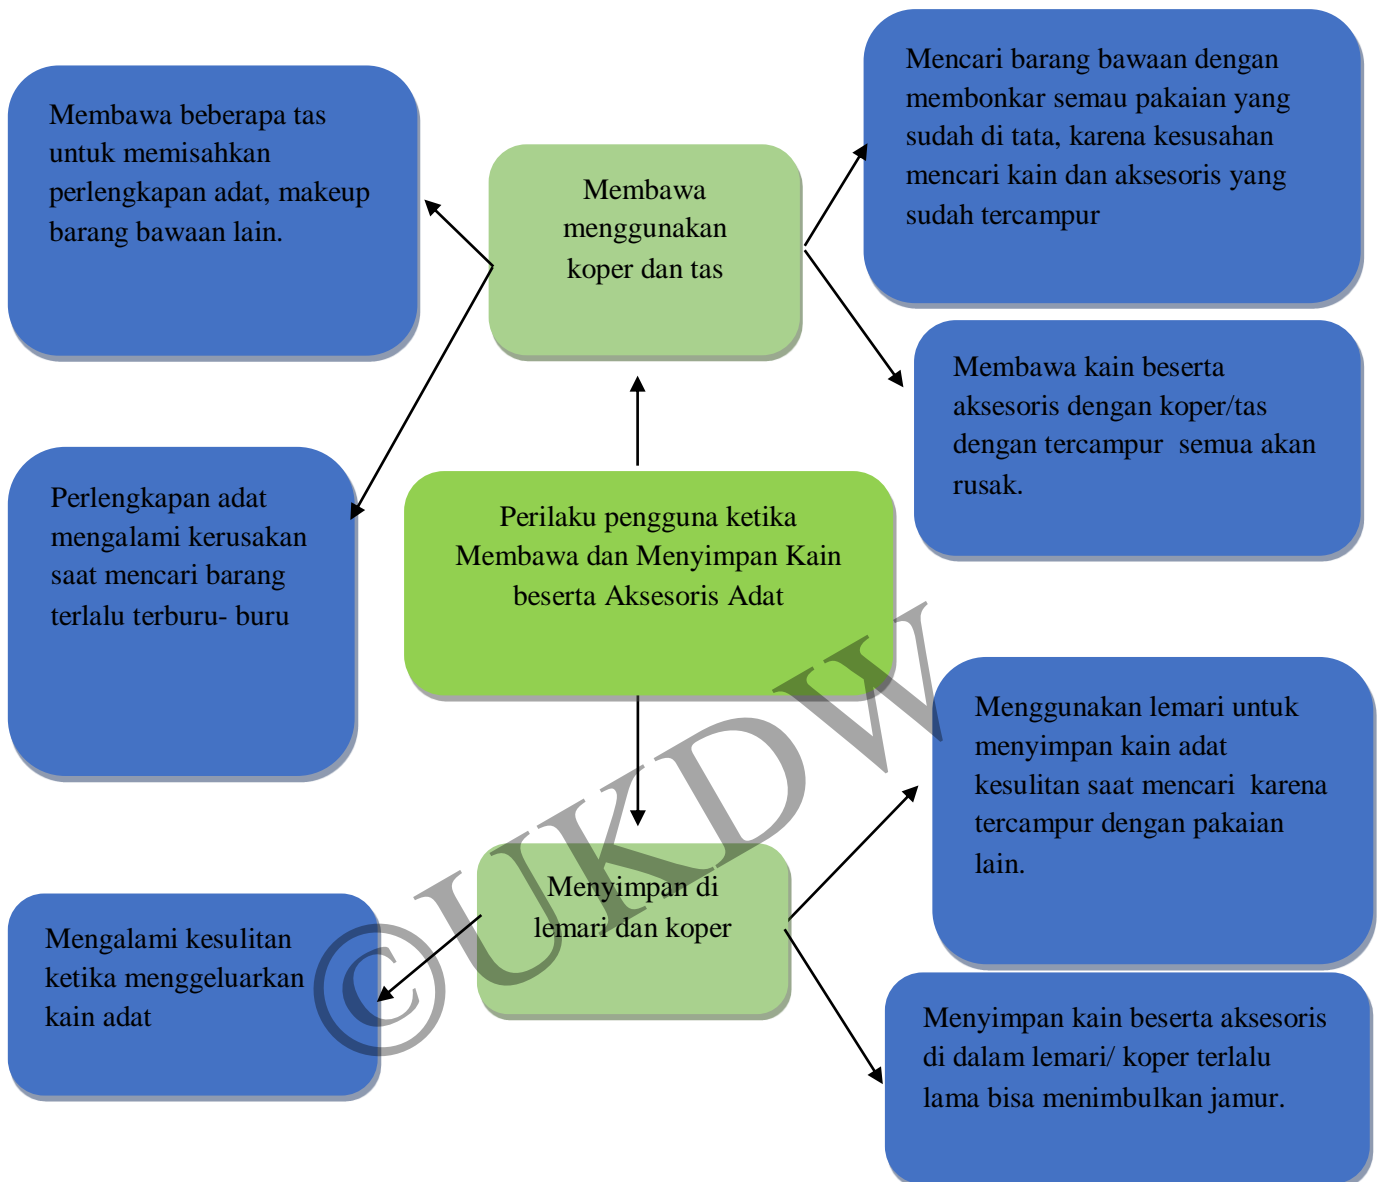 Membawa beberapa tas
untuk memisahkan
perlengkapan adat, makeup
barang bawaan lain.
Membawa
menggunakan
koper dan tas
Mencari barang bawaan dengan
membonkar semau pakaian yang
sudah di tata, karena kesusahan
mencari kain dan aksesoris yang
sudah tercampur
Membawa kain beserta
aksesoris dengan koper/tas
dengan tercampur  semua akan
rusak.
Perlengkapan adat
mengalami kerusakan
saat mencari barang
terlalu terburu- buru
Perilaku pengguna ketika
Membawa dan Menyimpan Kain
beserta Aksesoris Adat
Menggunakan lemari untuk
menyimpan kain adat
kesulitan saat mencari  karena
tercampur dengan pakaian
lain.
Menyimpan di
lemari dan koper
Mengalami kesulitan
ketika menggeluarkan
kain adat
Menyimpan kain beserta aksesoris
di dalam lemari/ koper terlalu
lama bisa menimbulkan jamur.
©UKDW